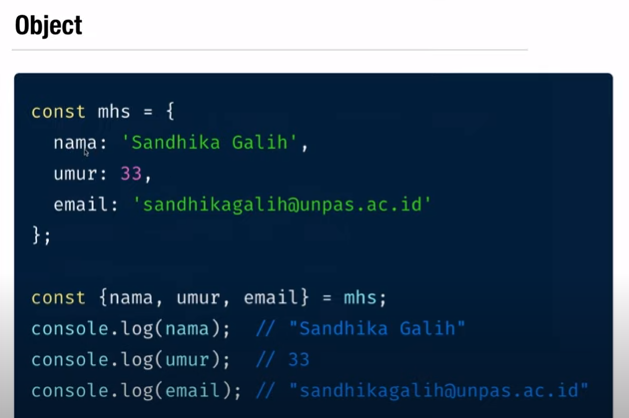 Object
const mhs = {
  nama: 'Sandhika Galih',
  umur: 33,
  email: 'sandhikagalih@unpas.ac.id'
};
const {nama, umur, email} = mhs;
console.log(nama);  // "Sandhika Galih"
console.log(umur);  // 33
console.log(email); // "sandhikagalih@unpas.ac.id"